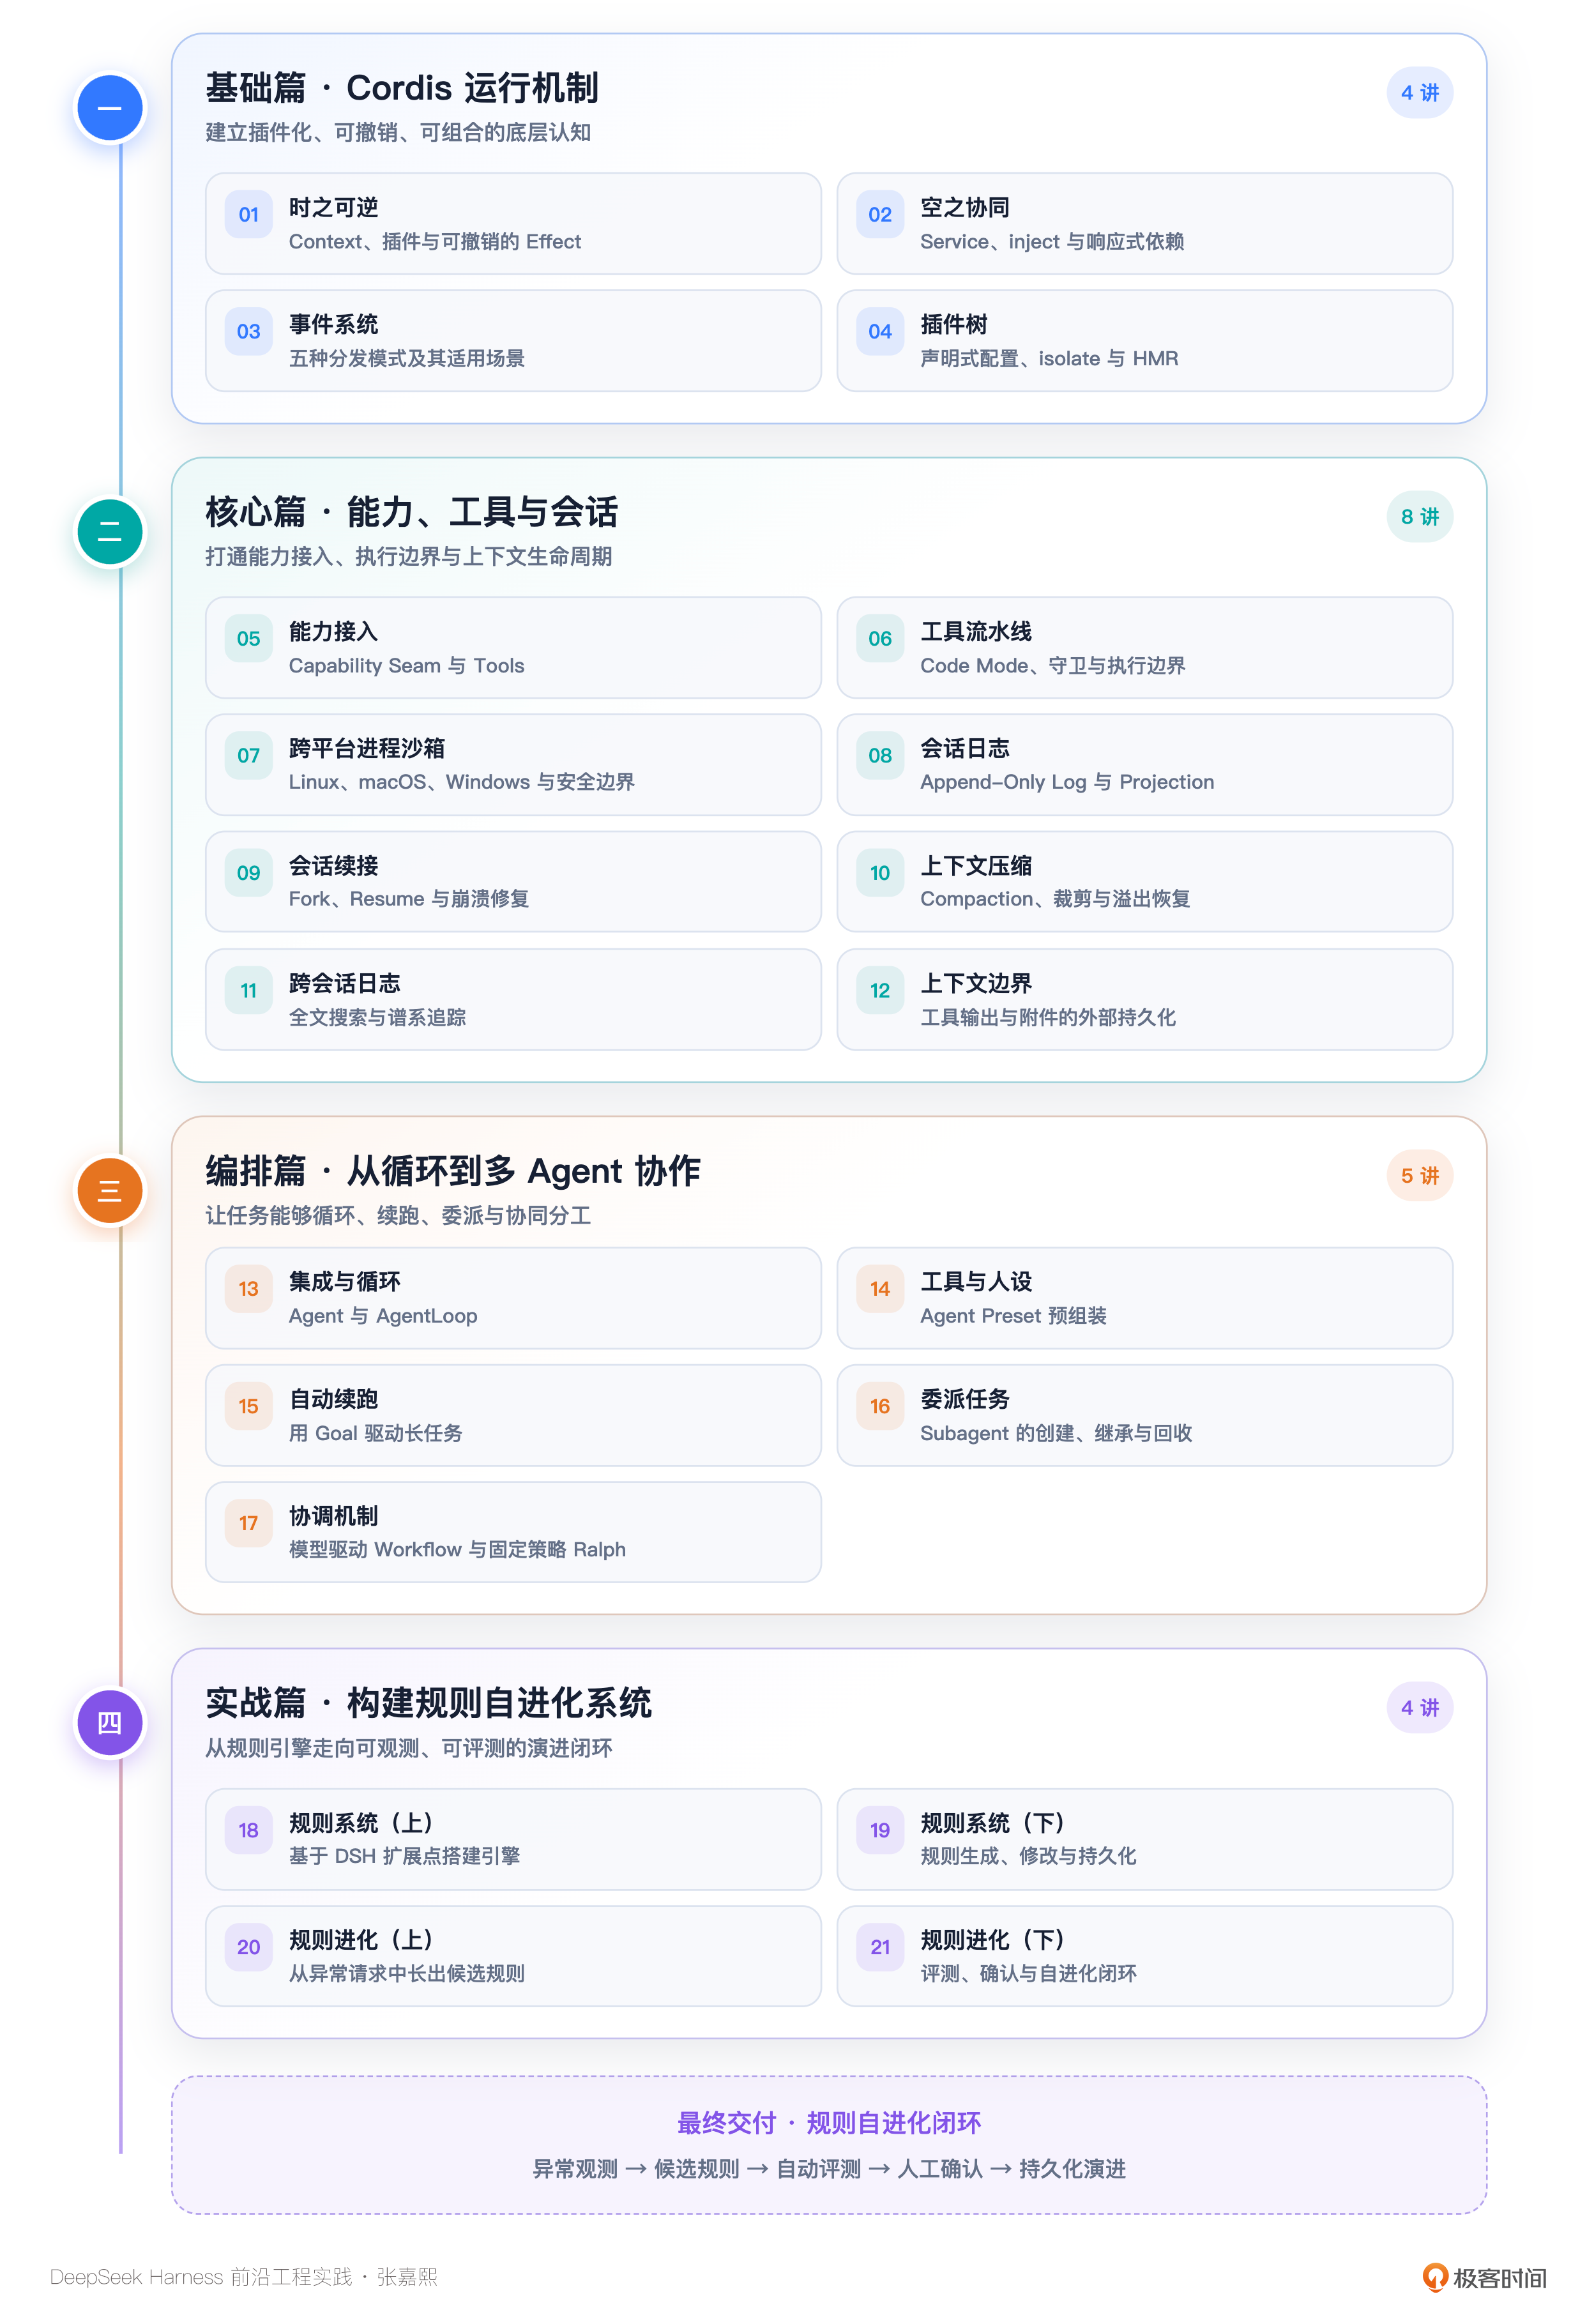 一
基础篇 · Cordis 运行机制
4 讲
建立插件化、可撤销、可组合的底层认知
01
时之可逆
Context、插件与可撤销的 Effect
02
空之协同
Service、inject 与响应式依赖
03
事件系统
五种分发模式及其适用场景
04
插件树
声明式配置、isolate 与 HMR
二
核心篇 · 能力、工具与会话
8 讲
打通能力接入、执行边界与上下文生命周期
05
能力接入
Capability Seam 与 Tools
06
工具流水线
Code Mode、守卫与执行边界
07
跨平台进程沙箱
Linux、macOS、Windows 与安全边界
08
会话日志
Append-Only Log 与 Projection
09
会话续接
Fork、Resume 与崩溃修复
10
上下文压缩
Compaction、裁剪与溢出恢复
11
跨会话日志
全文搜索与谱系追踪
12
上下文边界
工具输出与附件的外部持久化
三
编排篇 · 从循环到多 Agent 协作
5 讲
让任务能够循环、续跑、委派与协同分工
13
集成与循环
Agent 与 AgentLoop
14
工具与人设
Agent Preset 预组装
15
自动续跑
用 Goal 驱动长任务
16
委派任务
Subagent 的创建、继承与回收
17
协调机制
模型驱动 Workflow 与固定策略 Ralph
四
实战篇 · 构建规则自进化系统
4 讲
从规则引擎走向可观测、可评测的演进闭环
18
规则系统（上）
基于 DSH 扩展点搭建引擎
19
规则系统（下）
规则生成、修改与持久化
20
规则进化（上）
从异常请求中长出候选规则
21
规则进化（下）
评测、确认与自进化闭环
最终交付 · 规则自进化闭环
异常观测 → 候选规则 → 自动评测 → 人工确认 → 持久化演进
DeepSeek Harness 前沿工程实践 · 张嘉熙
极客时间